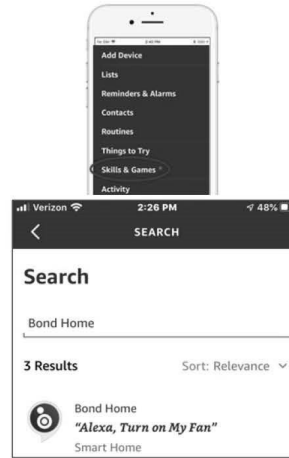 Add Device
Lists
Reminders & Alarms
Contacts
Routines
Things to Try
Skills & Games
Activity
Verizon 2:26 PM 48%
SEARCH
Search
Bond Home
3 Results Sort: Relevance
Bond Home
"Alexa, Turn on My Fan"
Smart Home